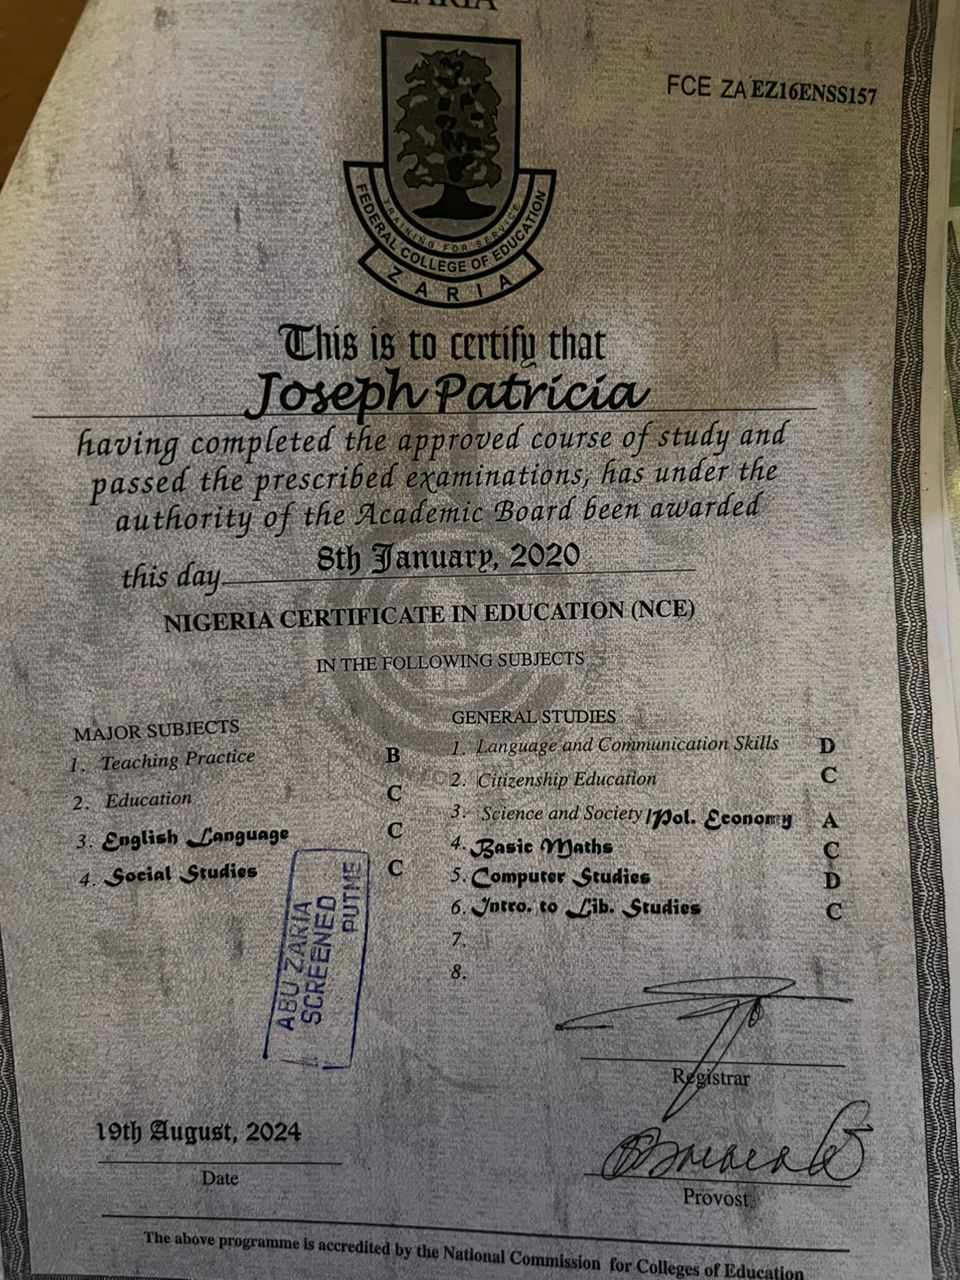 ZARIA
FCE ZA EZ16ENSS157
TRAINING FOR SERVICE
FEDERAL COLLEGE OF EDUCATION
ZARIA
This is to certify that
Joseph Patricia
having completed the approved course of study and
passed the prescribed examinations, has under the
authority of the Academic Board been awarded
this day 8th January, 2020
NIGERIA CERTIFICATE IN EDUCATION (NCE)
IN THE FOLLOWING SUBJECTS
MAJOR SUBJECTS
1. Teaching Practice B
2. Education C
3. English Language C
4. Social Studies C
GENERAL STUDIES
1. Language and Communication Skills D
2. Citizenship Education C
3. Science and Society /Pol. Economy A
4. Basic Maths C
5. Computer Studies D
6. Intro. to Lib. Studies C
7.
8.
ABU ZARIA
SCREENED
PUTME
Registrar
19th August, 2024
Date
Provost
The above programme is accredited by the National Commission for Colleges of Education